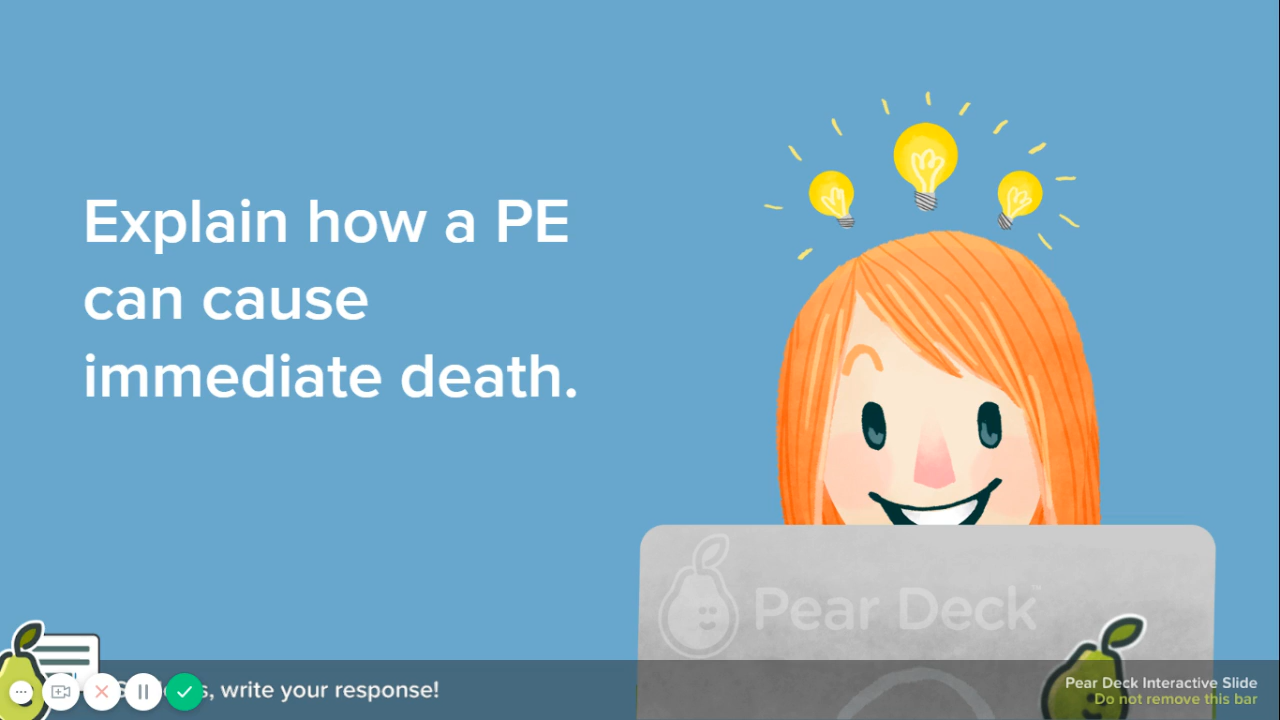 Explain how a PE
can cause
immediate death.
Pear Deck™
write your response!
Pear Deck Interactive Slide
Do not remove this bar